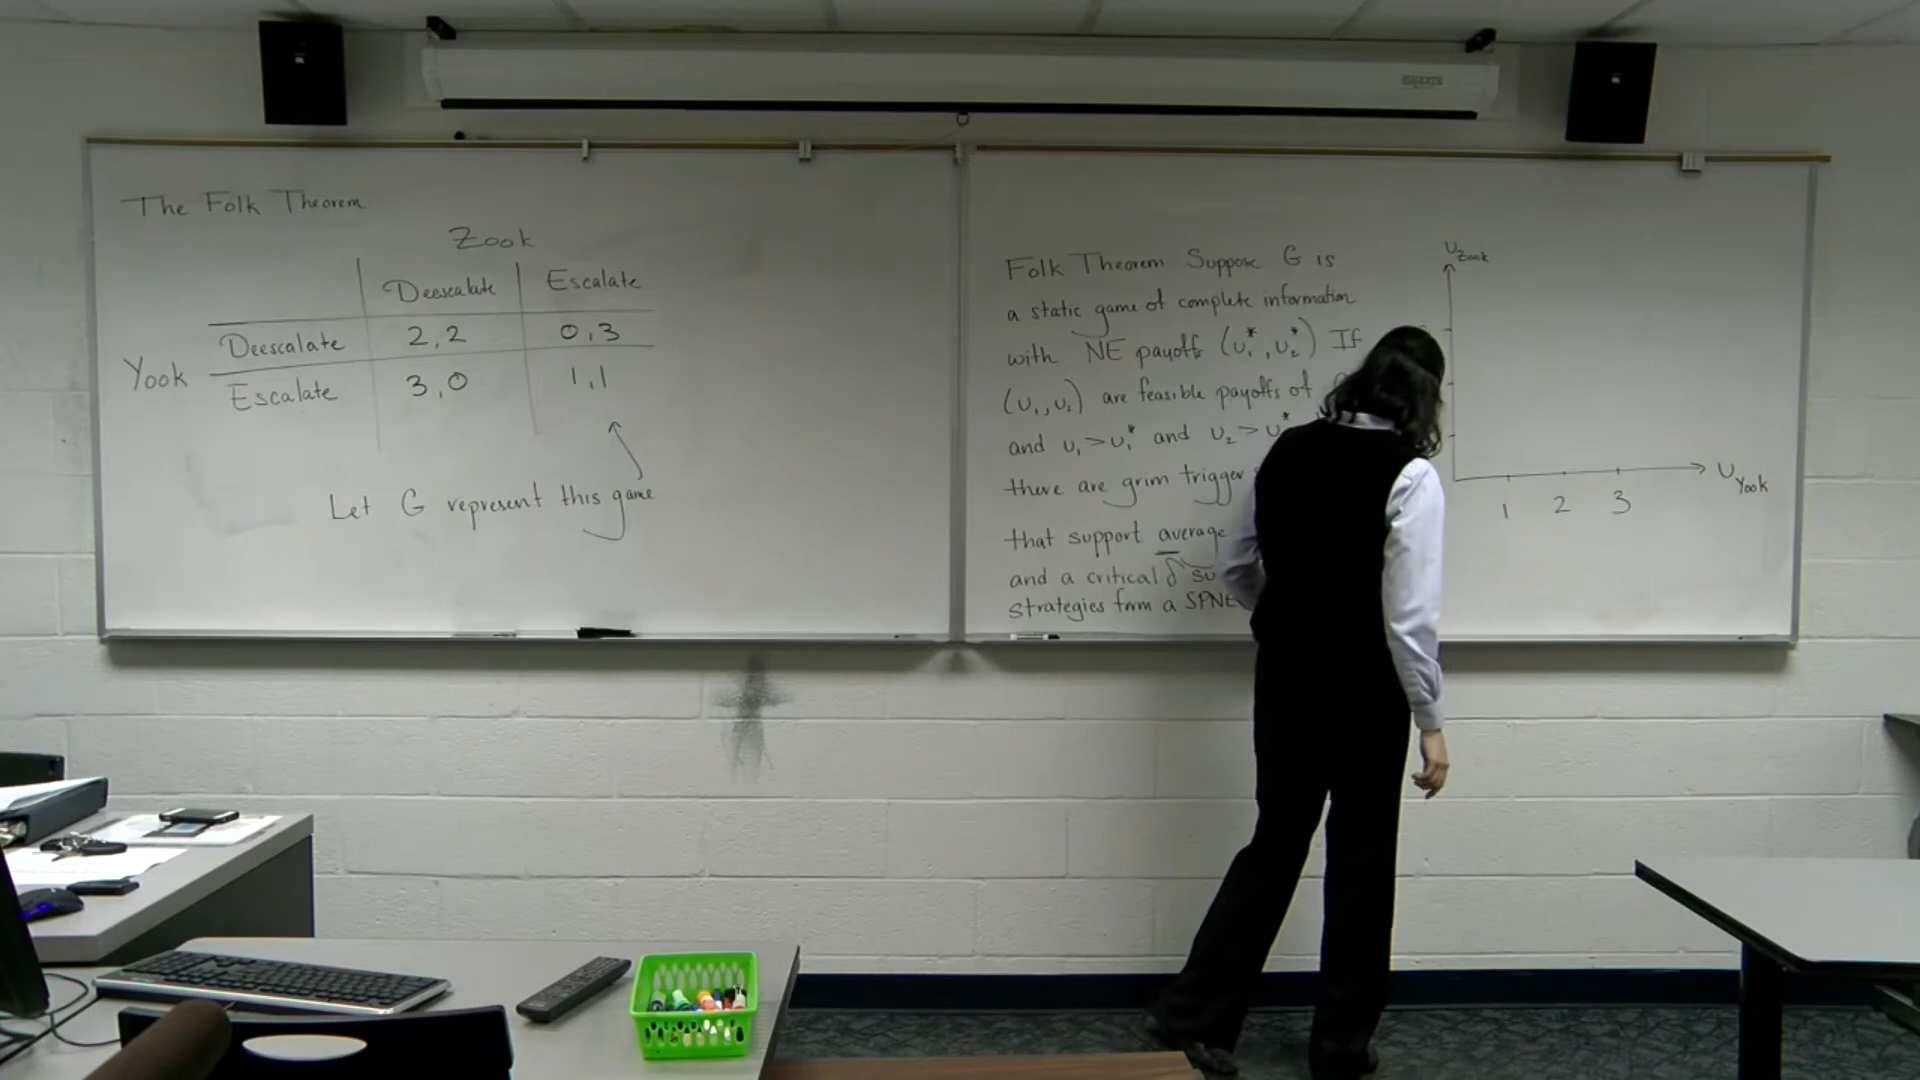 The Folk Theorem
Zook
Deescalate Escalate
Deescalate 2,2 0,3
Yook
Escalate 3,0 1,1
Let G represent this game
Folk Theorem Suppose G is
a static game of complete information
with NE payoffs (U₁*, U₂*) If
(U₁, U₂) are feasible payoffs of
and U₁ > U₁* and U₂ > U₂*
there are grim trigger
that support average
and a critical δ
strategies form a SPNE
U Zook
U Yook
1 2 3